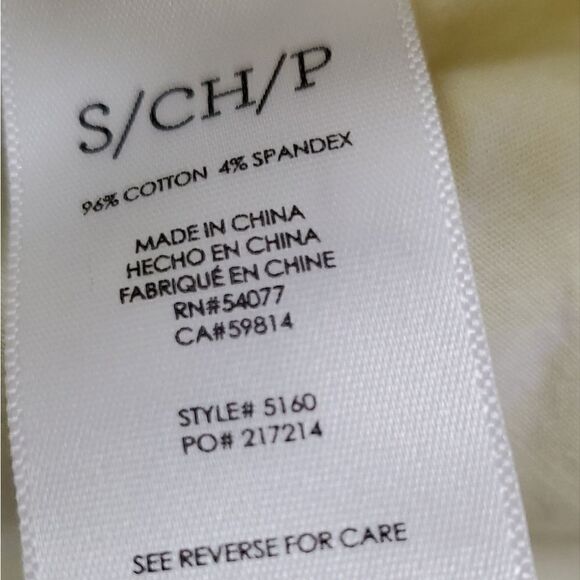 S/CH/P
96% COTTON 4% SPANDEX
MADE IN CHINA
HECHO EN CHINA
FABRIQUÉ EN CHINE
RN#54077
CA#59814
STYLE# 5160
PO# 217214
SEE REVERSE FOR CARE